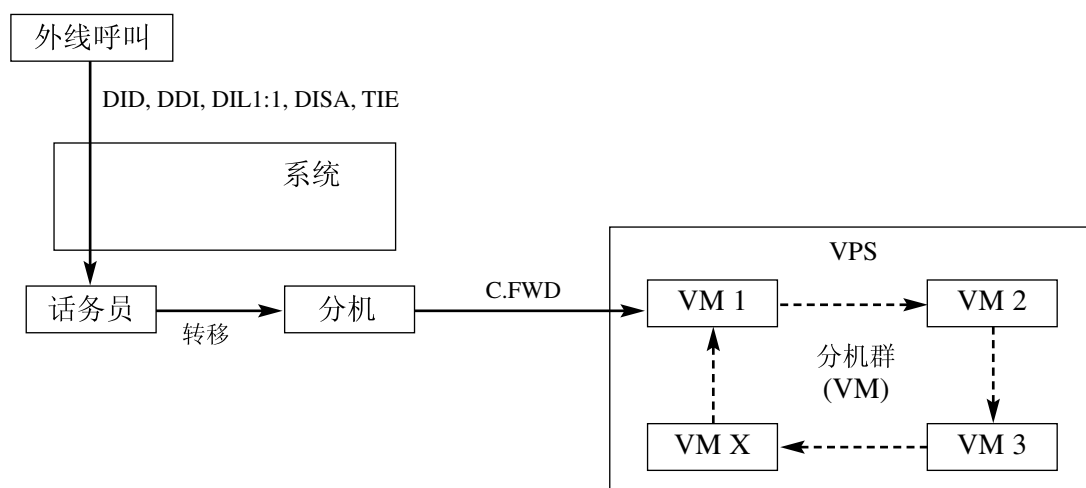 外线呼叫
DID, DDI, DIL1:1, DISA, TIE
系统
VPS
话务员
转移
分机
C.FWD
VM 1
VM 2
分机群
(VM)
VM X
VM 3